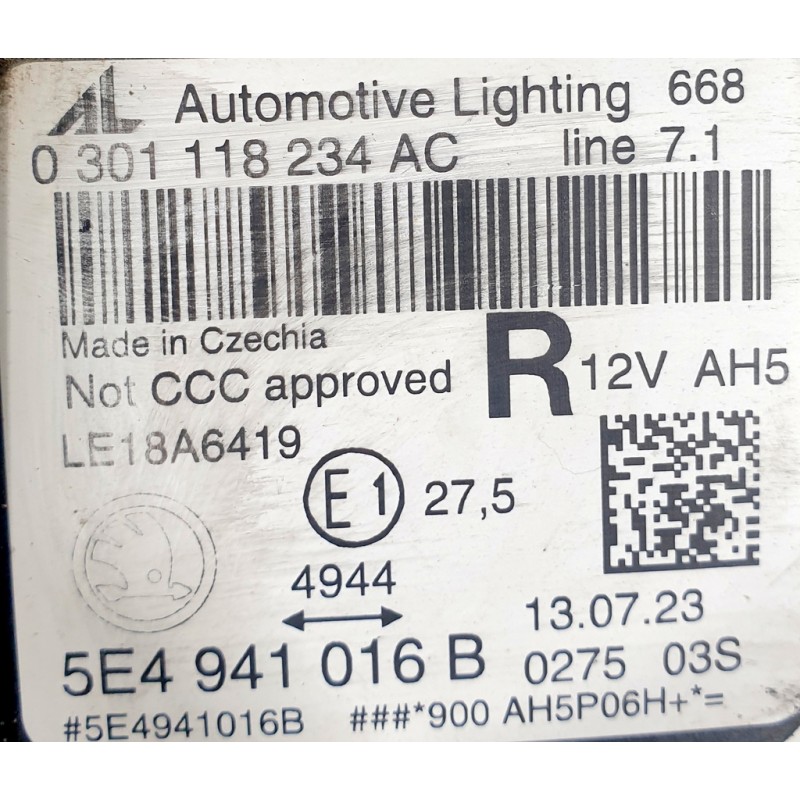 AL Automotive Lighting 668
0 301 118 234 AC line 7.1
Made in Czechia
Not CCC approved R 12V AH5
LE18A6419
E1 27,5
4944
13.07.23
5E4 941 016 B 0275 03S
#5E4941016B ###*900 AH5P06H+*=